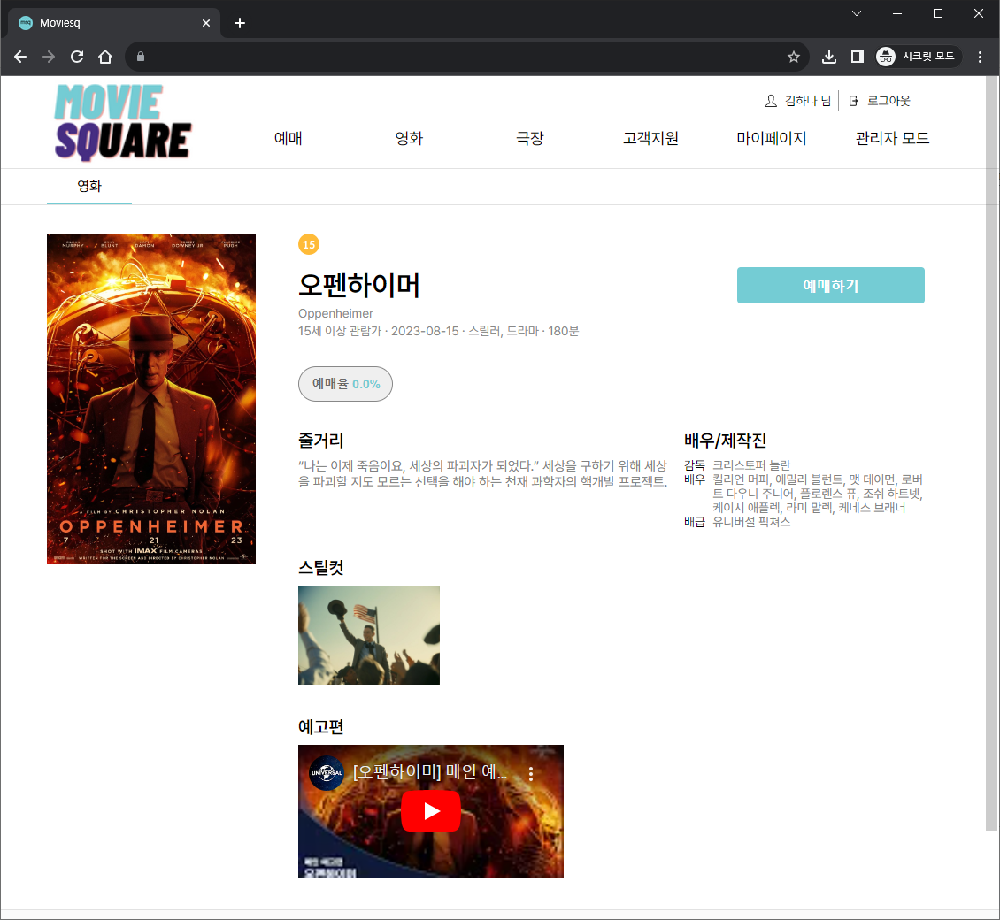 msq Moviesq
시크릿 모드
MOVIE
SQUARE
김하나 님
로그아웃
예매 영화 극장 고객지원 마이페이지 관리자 모드
영화
15
오펜하이머
예매하기
Oppenheimer
15세 이상 관람가 · 2023-08-15 · 스릴러, 드라마 · 180분
예매율 0.0%
CILLIAN MURPHY
EMILY BLUNT
MATT DAMON
ROBERT DOWNEY JR.
FLORENCE PUGH
A FILM BY CHRISTOPHER NOLAN
OPPENHEIMER
7 21 23
SHOT WITH IMAX FILM CAMERAS
WRITTEN FOR THE SCREEN AND DIRECTED BY CHRISTOPHER NOLAN
줄거리
“나는 이제 죽음이요, 세상의 파괴자가 되었다.” 세상을 구하기 위해 세상
을 파괴할 지도 모르는 선택을 해야 하는 천재 과학자의 핵개발 프로젝트.
배우/제작진
감독 크리스토퍼 놀란
배우 킬리언 머피, 에밀리 블런트, 맷 데이먼, 로버
트 다우니 주니어, 플로렌스 퓨, 조쉬 하트넷,
케이시 애플렉, 라미 말렉, 케네스 브래너
배급 유니버설 픽쳐스
스틸컷
예고편
UNIVERSAL
[오펜하이머] 메인 예...
메인 예고편
오펜하이머